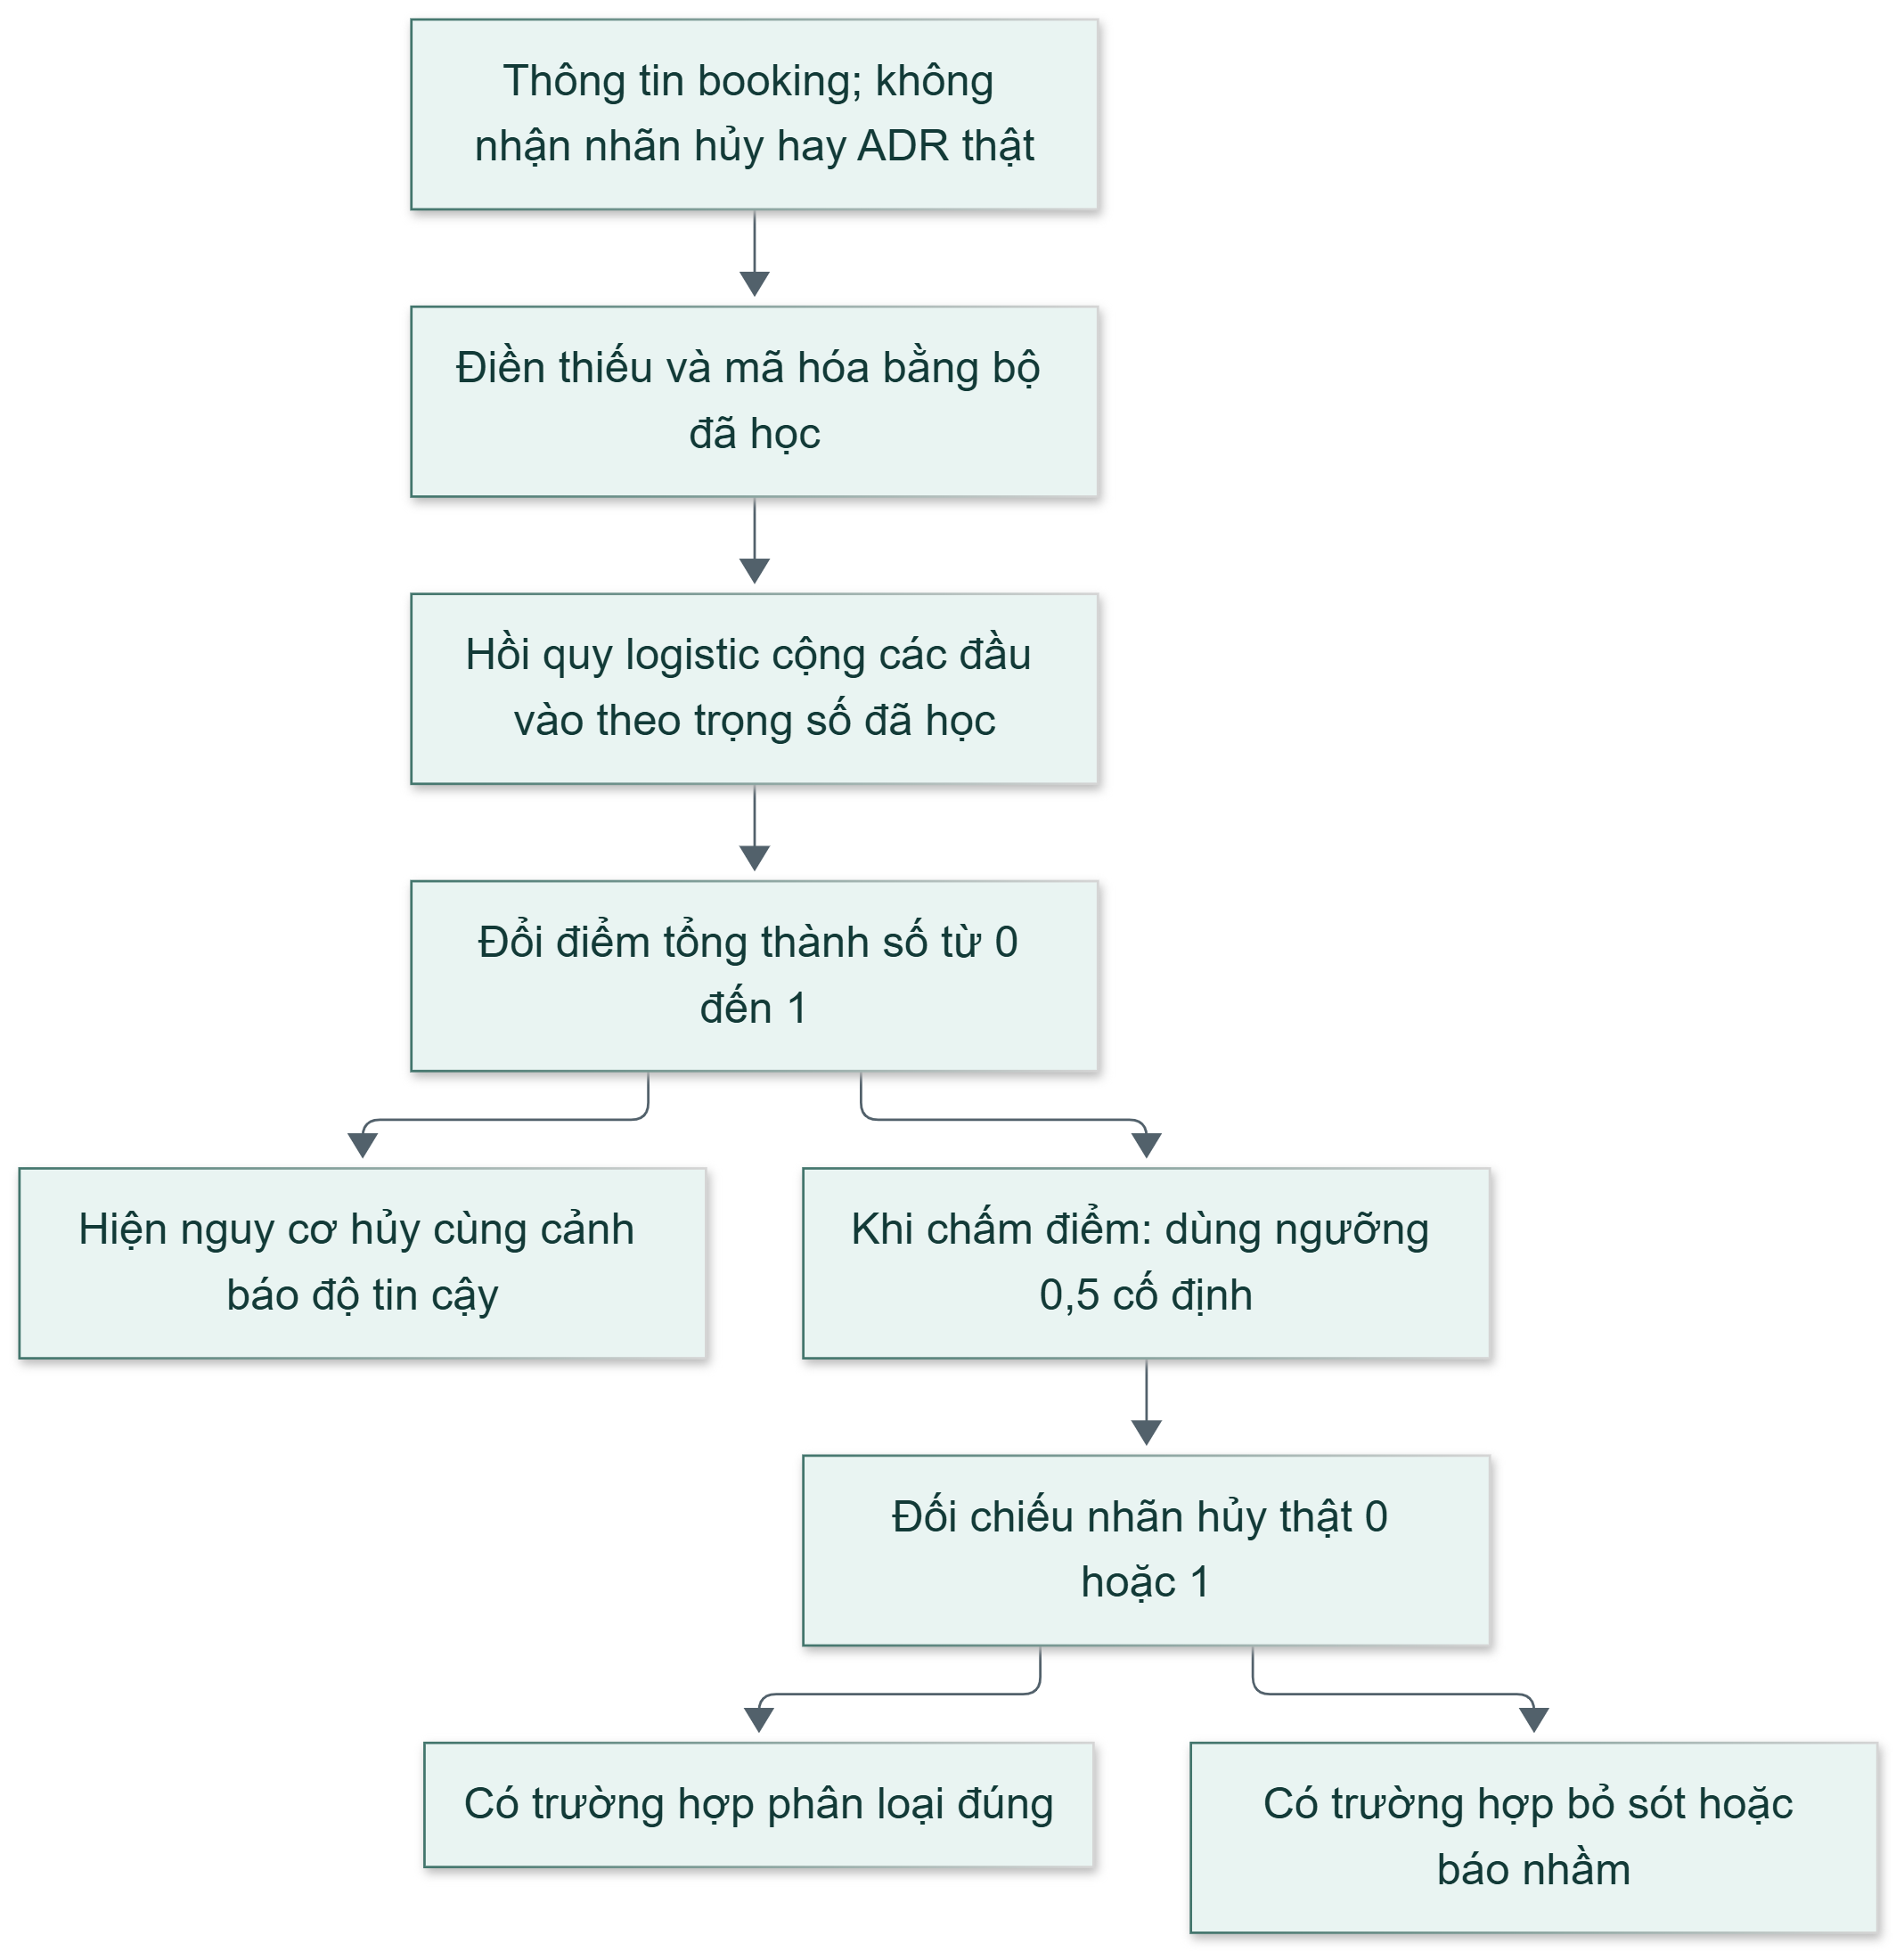 Thông tin booking; không
nhận nhãn hủy hay ADR thật
Điền thiếu và mã hóa bằng bộ
đã học
Hồi quy logistic cộng các đầu
vào theo trọng số đã học
Đổi điểm tổng thành số từ 0
đến 1
Hiện nguy cơ hủy cùng cảnh
báo độ tin cậy
Khi chấm điểm: dùng ngưỡng
0,5 cố định
Đối chiếu nhãn hủy thật 0
hoặc 1
Có trường hợp phân loại đúng
Có trường hợp bỏ sót hoặc
báo nhầm